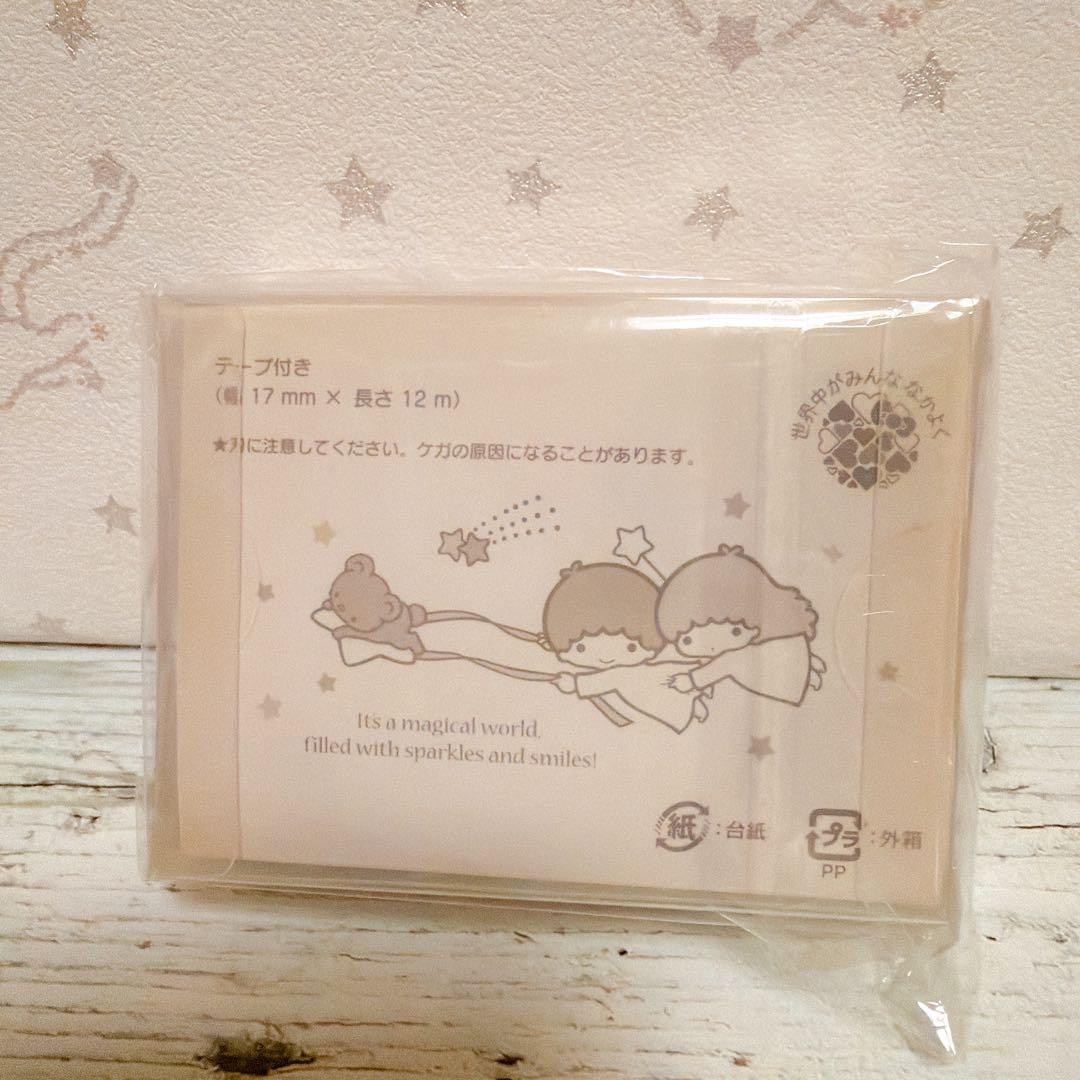 テープ付き
（幅 17 mm × 長さ 12 m）
★刃に注意してください。ケガの原因になることがあります。
世界中がみんななかよく
It's a magical world,
filled with sparkles and smiles!
紙：台紙
プラ：外箱
PP